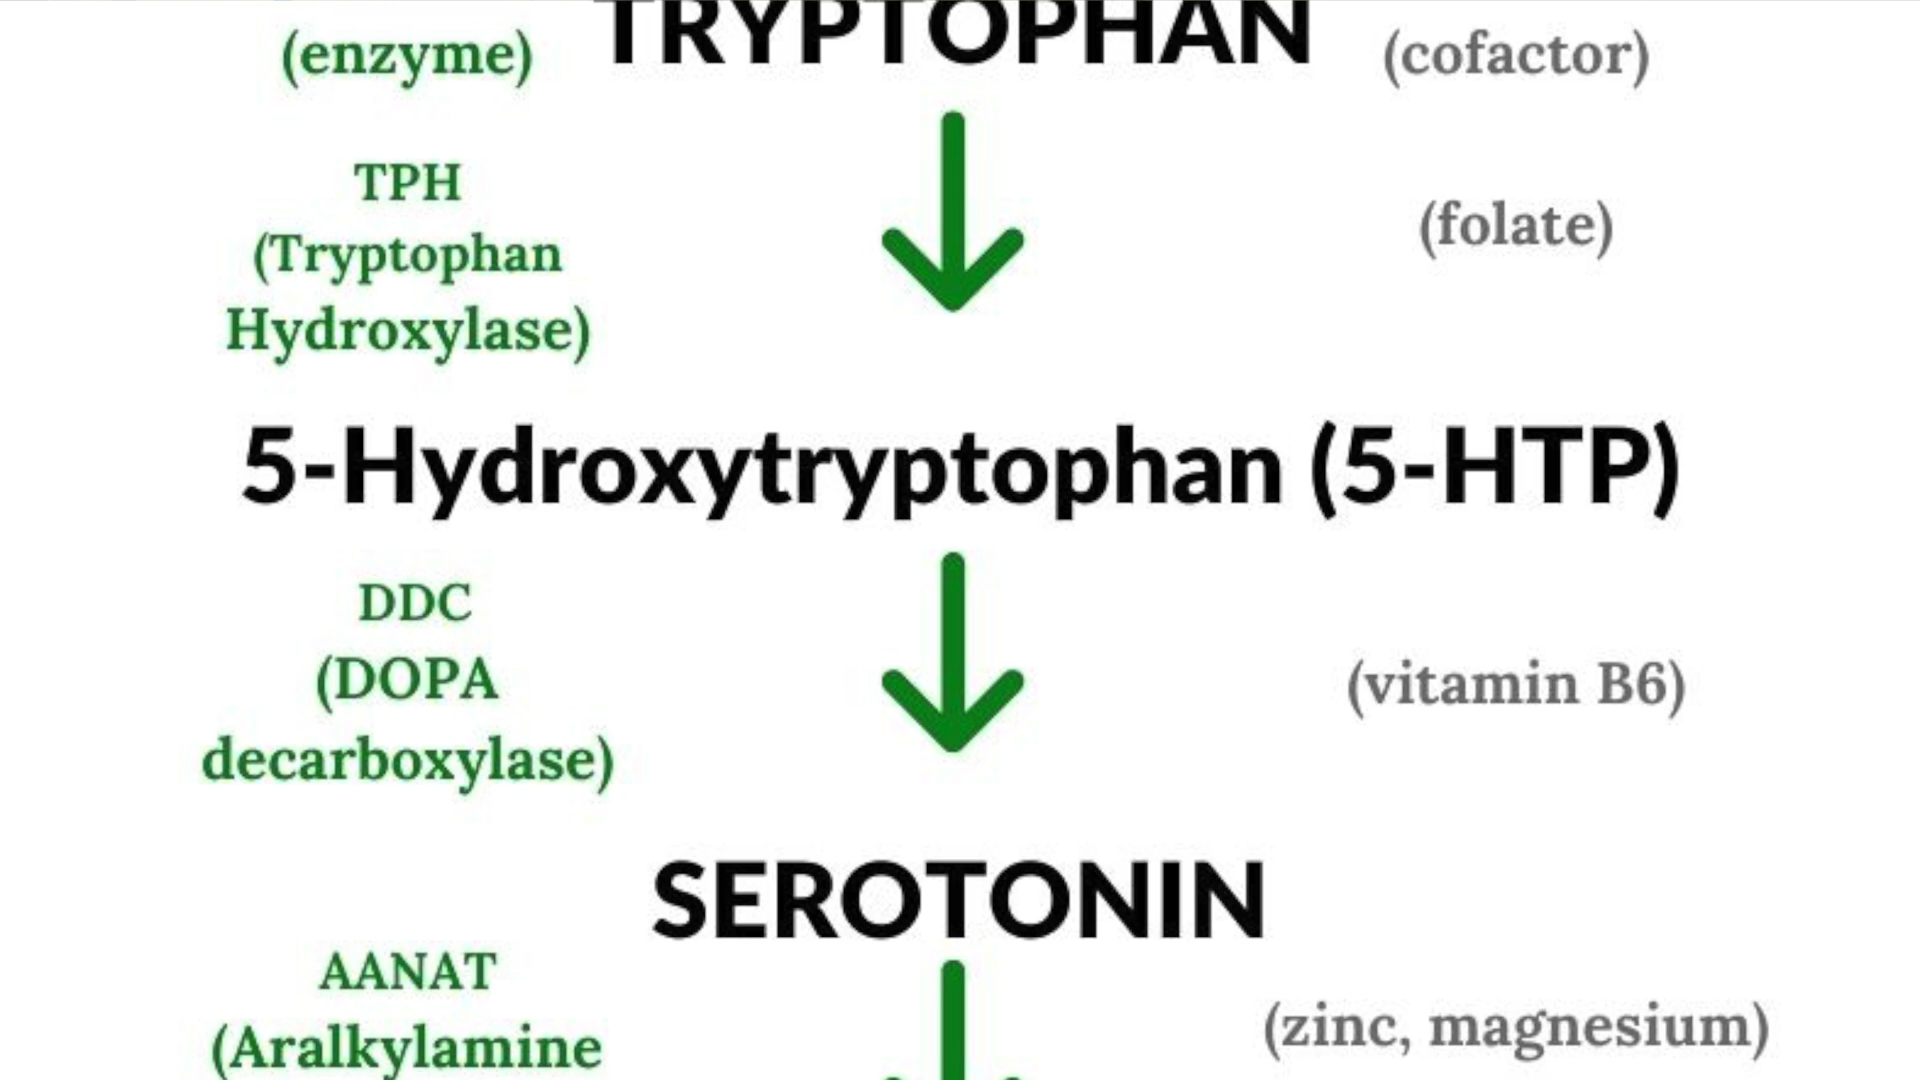 (enzyme) TRYPTOPHAN (cofactor)
TPH
(Tryptophan
Hydroxylase)
(folate)
5-Hydroxytryptophan (5-HTP)
DDC
(DOPA
decarboxylase)
(vitamin B6)
SEROTONIN
AANAT
(Aralkylamine
(zinc, magnesium)